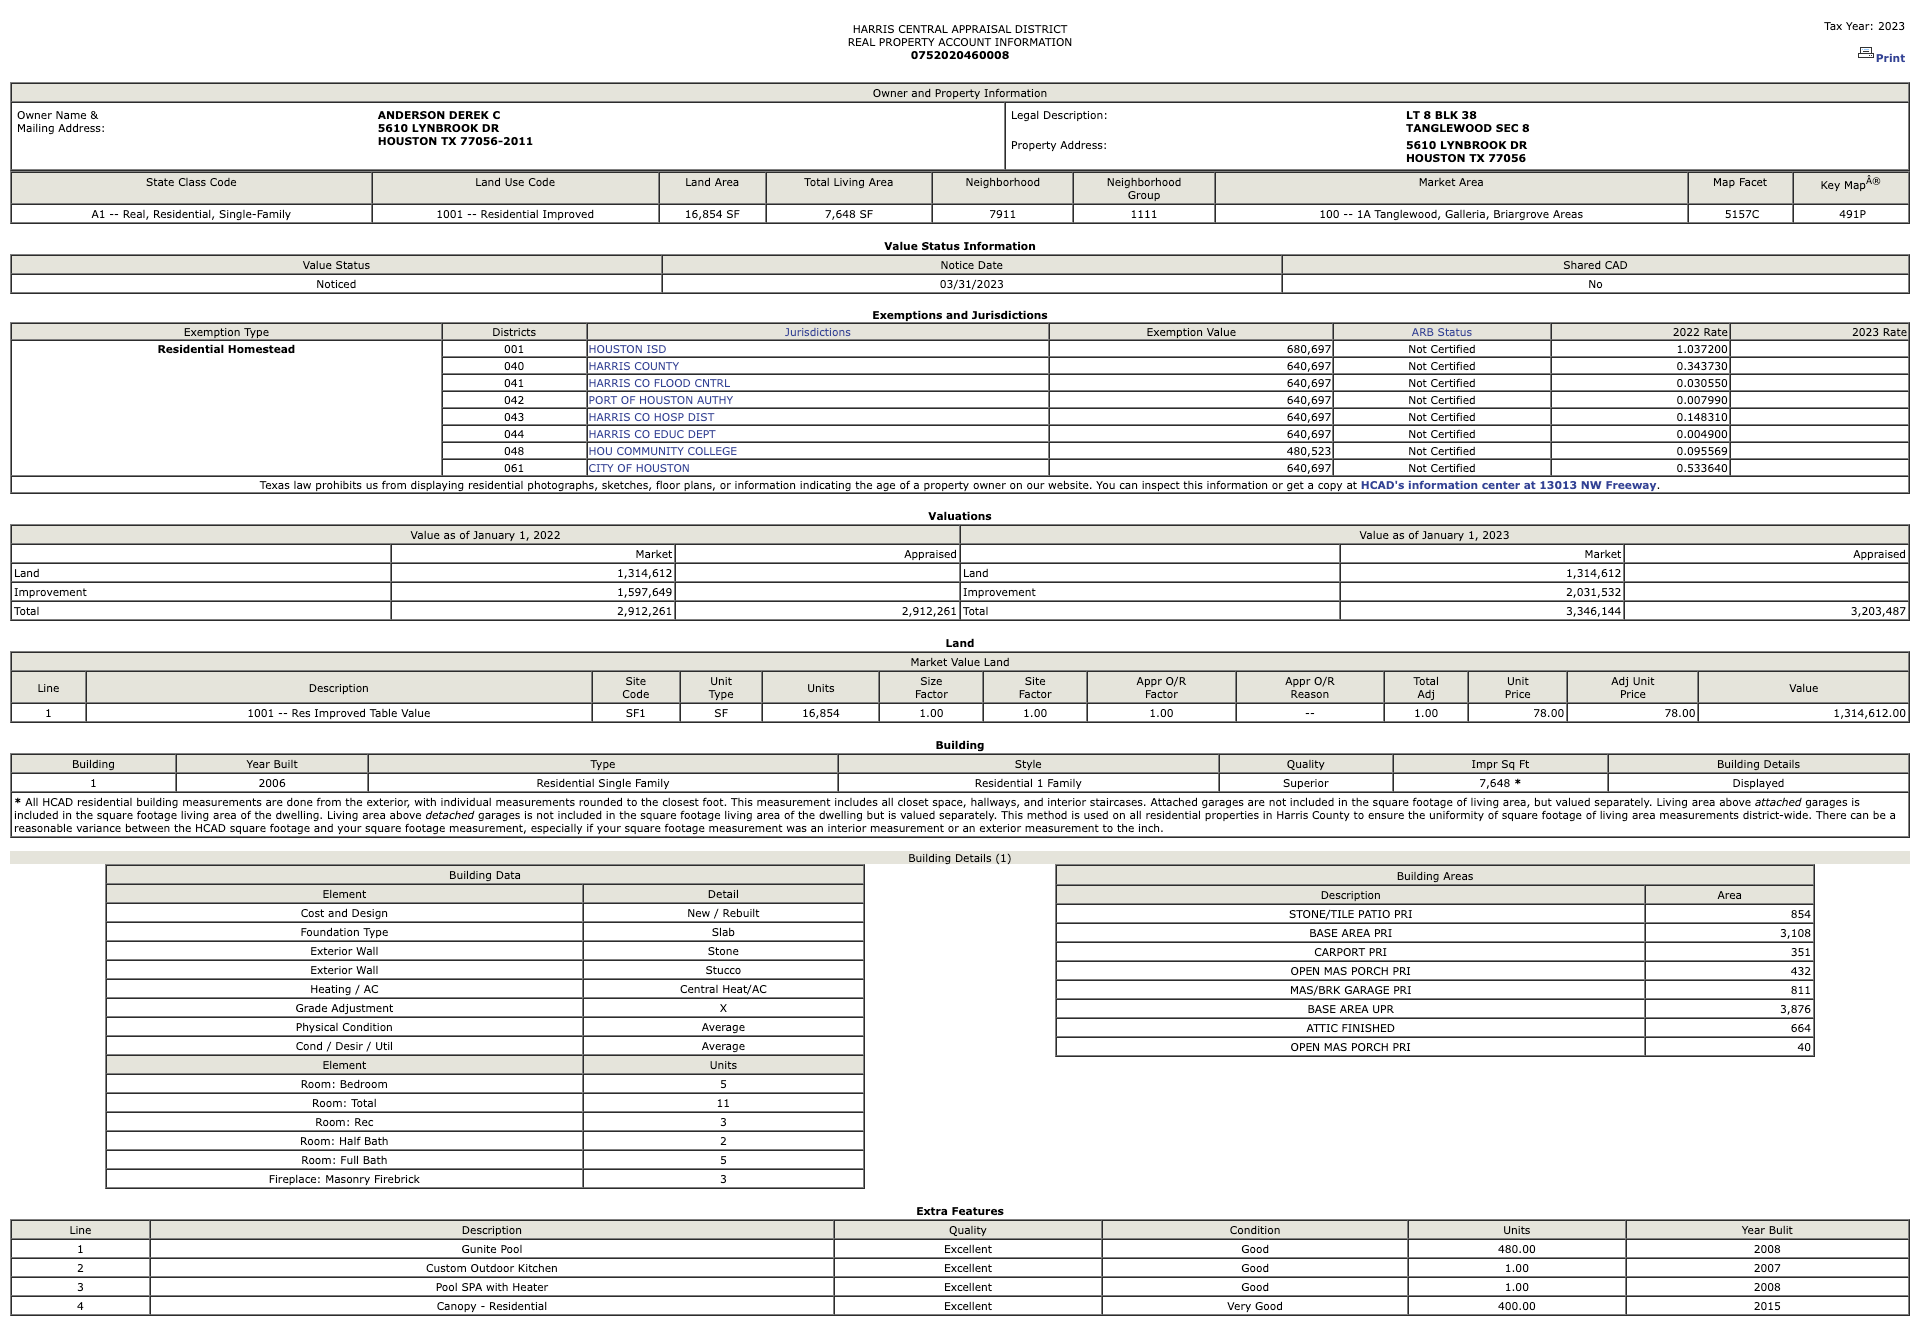 HARRIS CENTRAL APPRAISAL DISTRICT
REAL PROPERTY ACCOUNT INFORMATION
0752020460008
Tax Year: 2023
Print
Owner and Property Information
Owner Name &
Mailing Address:
ANDERSON DEREK C
5610 LYNBROOK DR
HOUSTON TX 77056-2011
Legal Description:
LT 8 BLK 38
TANGLEWOOD SEC 8
Property Address:
5610 LYNBROOK DR
HOUSTON TX 77056
State Class Code Land Use Code Land Area Total Living Area Neighborhood Neighborhood Group Market Area Map Facet Key MapÂ®
A1 -- Real, Residential, Single-Family 1001 -- Residential Improved 16,854 SF 7,648 SF 7911 1111 100 -- 1A Tanglewood, Galleria, Briargrove Areas 5157C 491P
Value Status Information
Value Status Notice Date Shared CAD
Noticed 03/31/2023 No
Exemptions and Jurisdictions
Exemption Type Districts Jurisdictions Exemption Value ARB Status 2022 Rate 2023 Rate
Residential Homestead 001 HOUSTON ISD 680,697 Not Certified 1.037200
040 HARRIS COUNTY 640,697 Not Certified 0.343730
041 HARRIS CO FLOOD CNTRL 640,697 Not Certified 0.030550
042 PORT OF HOUSTON AUTHY 640,697 Not Certified 0.007990
043 HARRIS CO HOSP DIST 640,697 Not Certified 0.148310
044 HARRIS CO EDUC DEPT 640,697 Not Certified 0.004900
048 HOU COMMUNITY COLLEGE 480,523 Not Certified 0.095569
061 CITY OF HOUSTON 640,697 Not Certified 0.533640
Texas law prohibits us from displaying residential photographs, sketches, floor plans, or information indicating the age of a property owner on our website. You can inspect this information or get a copy at HCAD's information center at 13013 NW Freeway.
Valuations
Value as of January 1, 2022 Value as of January 1, 2023
Market Appraised Market Appraised
Land 1,314,612 Land 1,314,612
Improvement 1,597,649 Improvement 2,031,532
Total 2,912,261 2,912,261 Total 3,346,144 3,203,487
Land
Market Value Land
Line Description Site Code Unit Type Units Size Factor Site Factor Appr O/R Factor Appr O/R Reason Total Adj Unit Price Adj Unit Price Value
1 1001 -- Res Improved Table Value SF1 SF 16,854 1.00 1.00 1.00 -- 1.00 78.00 78.00 1,314,612.00
Building
Building Year Built Type Style Quality Impr Sq Ft Building Details
1 2006 Residential Single Family Residential 1 Family Superior 7,648 * Displayed
* All HCAD residential building measurements are done from the exterior, with individual measurements rounded to the closest foot. This measurement includes all closet space, hallways, and interior staircases. Attached garages are not included in the square footage of living area, but valued separately. Living area above attached garages is
included in the square footage living area of the dwelling. Living area above detached garages is not included in the square footage living area of the dwelling but is valued separately. This method is used on all residential properties in Harris County to ensure the uniformity of square footage of living area measurements district-wide. There can be a
reasonable variance between the HCAD square footage and your square footage measurement, especially if your square footage measurement was an interior measurement or an exterior measurement to the inch.
Building Details (1)
Building Data
Element Detail
Cost and Design New / Rebuilt
Foundation Type Slab
Exterior Wall Stone
Exterior Wall Stucco
Heating / AC Central Heat/AC
Grade Adjustment X
Physical Condition Average
Cond / Desir / Util Average
Element Units
Room: Bedroom 5
Room: Total 11
Room: Rec 3
Room: Half Bath 2
Room: Full Bath 5
Fireplace: Masonry Firebrick 3
Building Areas
Description Area
STONE/TILE PATIO PRI 854
BASE AREA PRI 3,108
CARPORT PRI 351
OPEN MAS PORCH PRI 432
MAS/BRK GARAGE PRI 811
BASE AREA UPR 3,876
ATTIC FINISHED 664
OPEN MAS PORCH PRI 40
Extra Features
Line Description Quality Condition Units Year Bulit
1 Gunite Pool Excellent Good 480.00 2008
2 Custom Outdoor Kitchen Excellent Good 1.00 2007
3 Pool SPA with Heater Excellent Good 1.00 2008
4 Canopy - Residential Excellent Very Good 400.00 2015